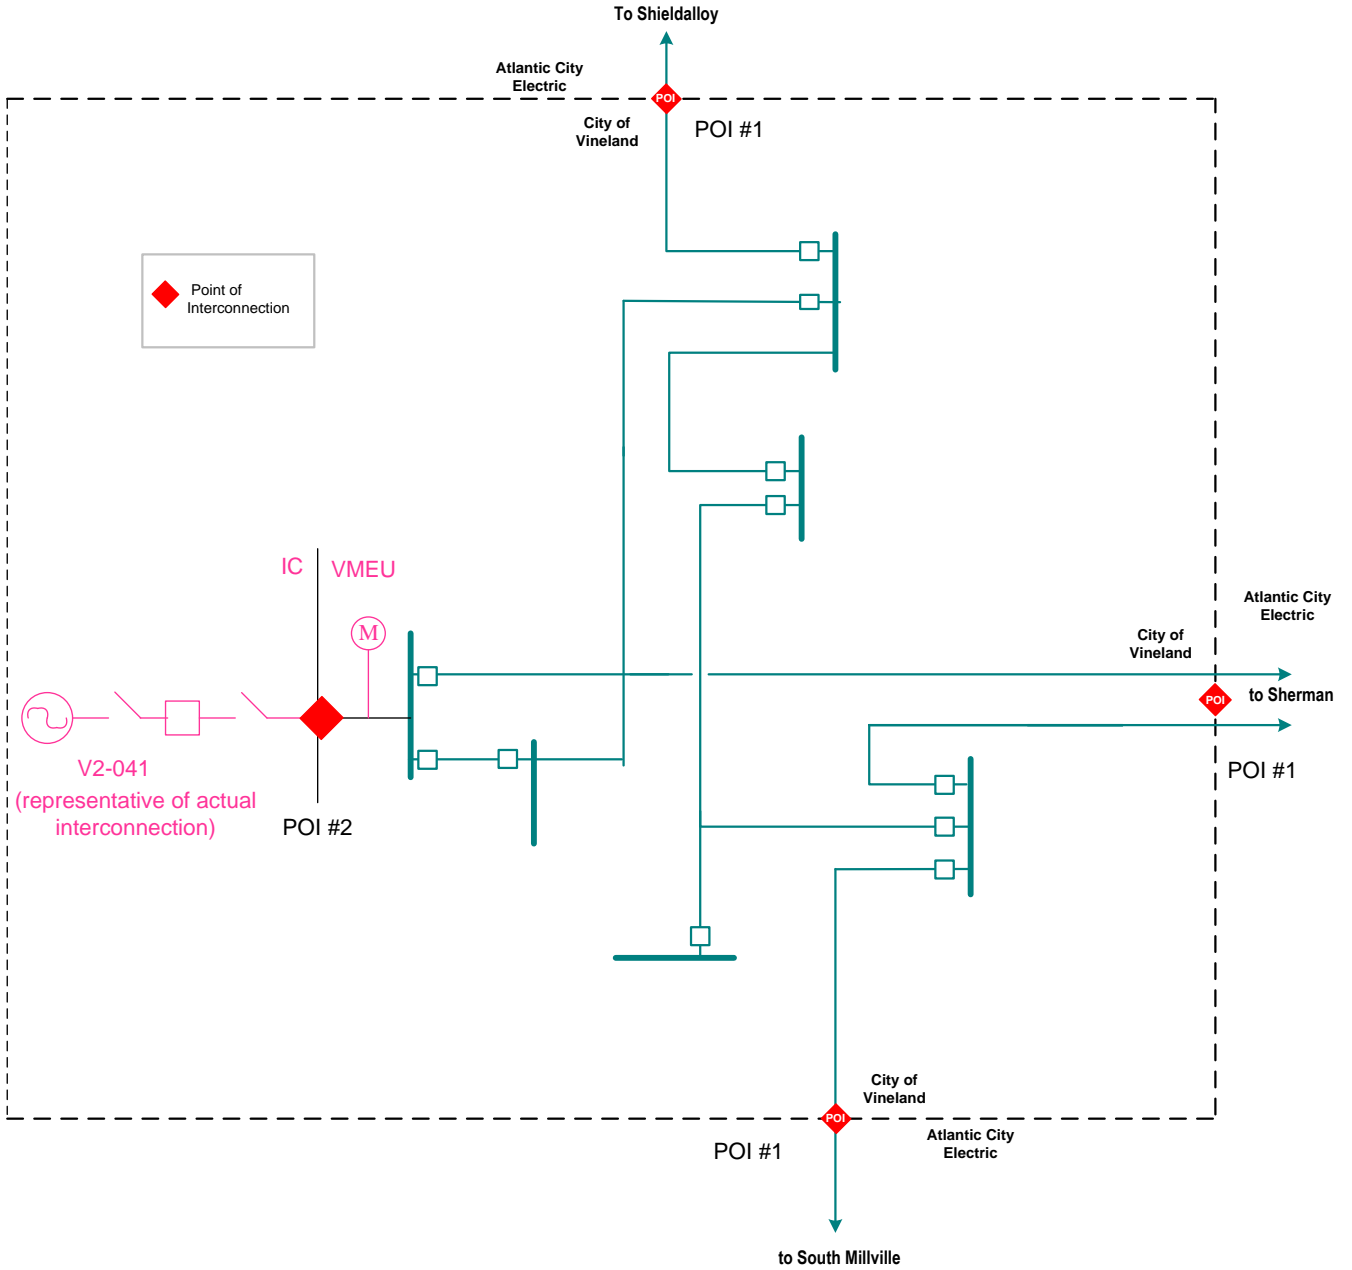 To Shieldalloy
Atlantic City
Electric
POI
City of
Vineland
POI #1
Point of
Interconnection
IC
VMEU
M
V2-041
(representative of actual
interconnection)
POI #2
Atlantic City
Electric
City of
Vineland
POI
to Sherman
POI #1
City of
Vineland
POI
POI #1
Atlantic City
Electric
to South Millville